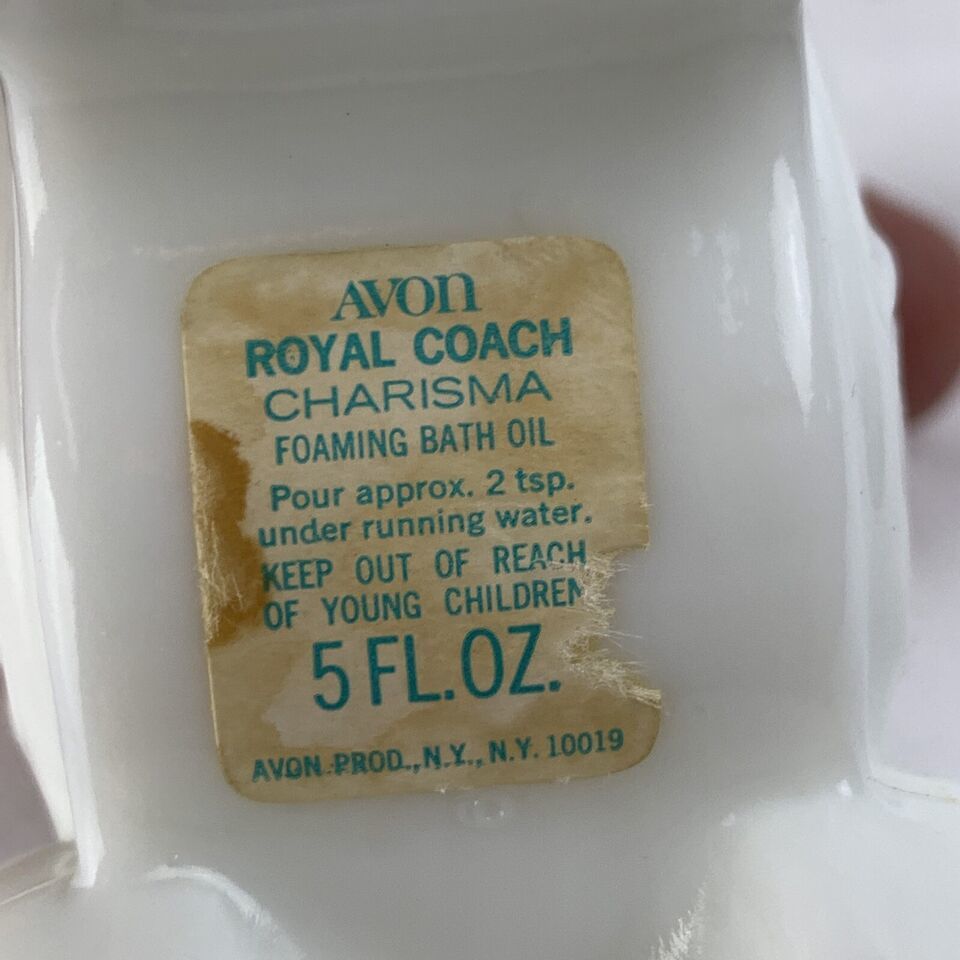 AVON
ROYAL COACH
CHARISMA
FOAMING BATH OIL
Pour approx. 2 tsp.
under running water.
KEEP OUT OF REACH
OF YOUNG CHILDREN
5 FL.OZ.
AVON PROD., N.Y., N.Y. 10019